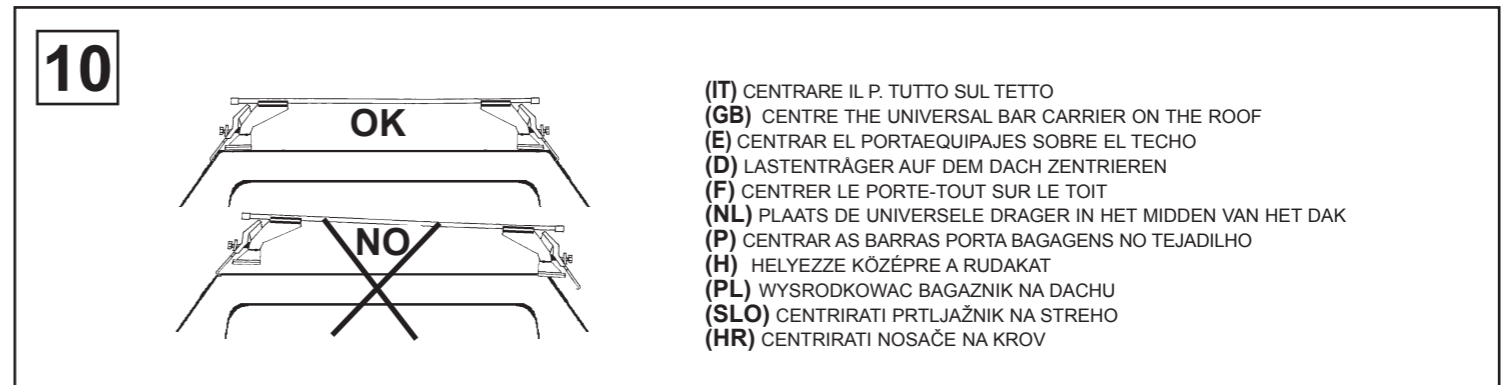 10
OK
NO
(IT) CENTRARE IL P. TUTTO SUL TETTO
(GB) CENTRE THE UNIVERSAL BAR CARRIER ON THE ROOF
(E) CENTRAR EL PORTAEQUIPAJES SOBRE EL TECHO
(D) LASTENTRÅGER AUF DEM DACH ZENTRIEREN
(F) CENTRER LE PORTE-TOUT SUR LE TOIT
(NL) PLAATS DE UNIVERSELE DRAGER IN HET MIDDEN VAN HET DAK
(P) CENTRAR AS BARRAS PORTA BAGAGENS NO TEJADILHO
(H) HELYEZZE KÖZÉPRE A RUDAKAT
(PL) WYSRODKOWAC BAGAZNIK NA DACHU
(SLO) CENTRIRATI PRTLJAŽNIK NA STREHO
(HR) CENTRIRATI NOSAČE NA KROV